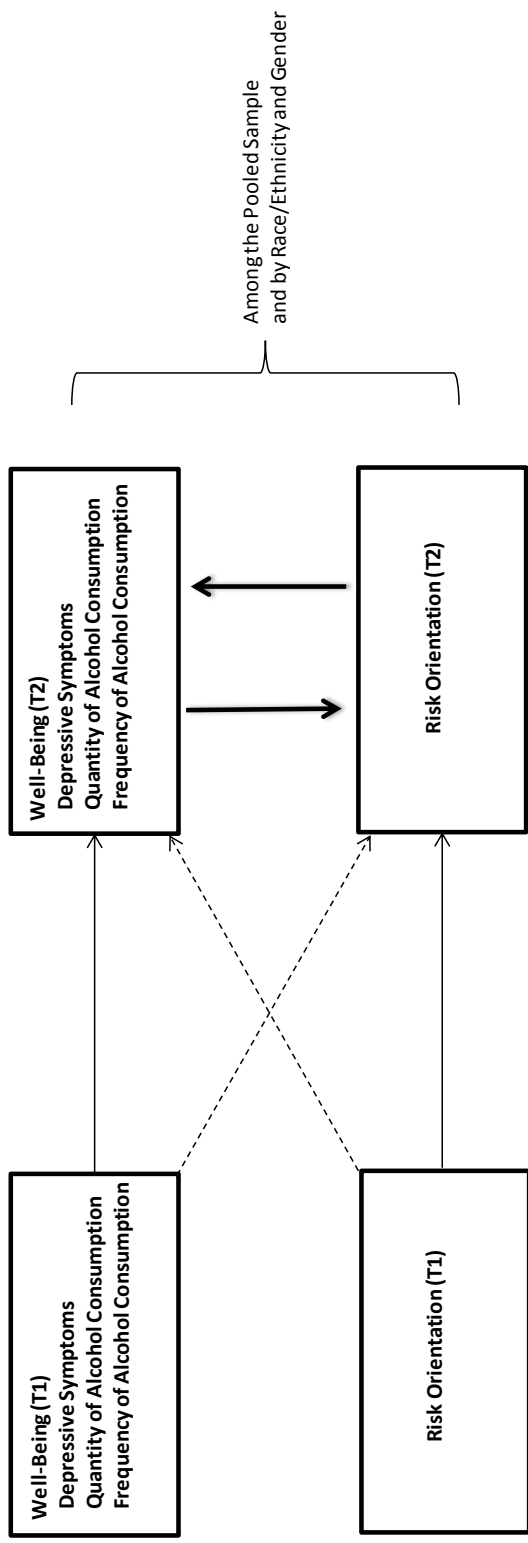 Well-Being (T1)
Depressive Symptoms
Quantity of Alcohol Consumption
Frequency of Alcohol Consumption
Well-Being (T2)
Depressive Symptoms
Quantity of Alcohol Consumption
Frequency of Alcohol Consumption
Risk Orientation (T1)
Risk Orientation (T2)
Among the Pooled Sample
and by Race/Ethnicity and Gender